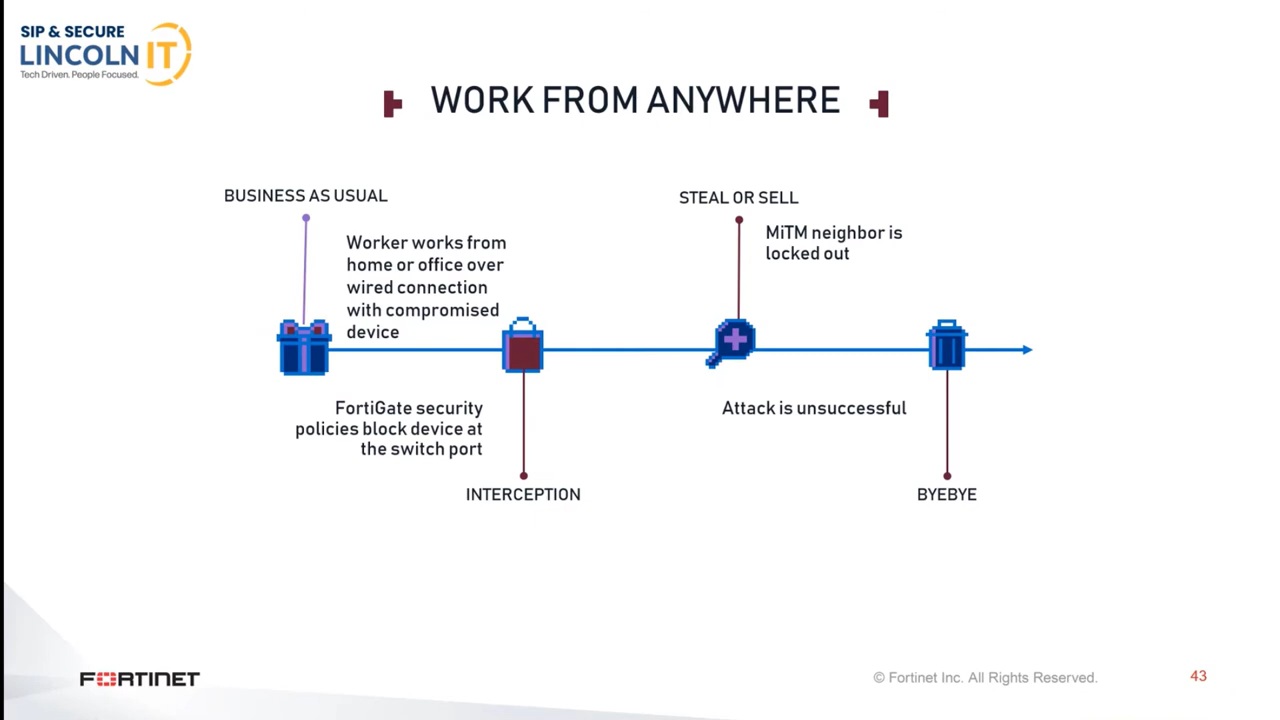 SIP & SECURE
LINCOLN IT
Tech Driven. People Focused.
WORK FROM ANYWHERE
BUSINESS AS USUAL
Worker works from
home or office over
wired connection
with compromised
device
STEAL OR SELL
MiTM neighbor is
locked out
FortiGate security
policies block device at
the switch port
INTERCEPTION
Attack is unsuccessful
BYEBYE
FORTINET
© Fortinet Inc. All Rights Reserved.
43